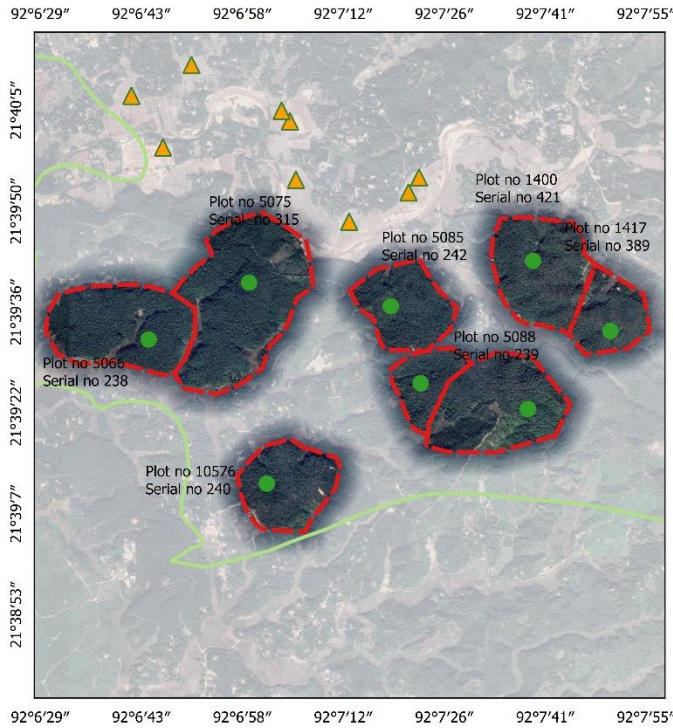 92°6′29″ 92°6′43″ 92°6′58″ 92°7′12″ 92°7′26″ 92°7′41″ 92°7′55″
21°40′5″
21°39′50″
21°39′36″
21°39′22″
21°39′7″
21°38′53″
Plot no 1400
Serial no 421
Plot no 5075
Serial no 315
Plot no 1417
Serial no 389
Plot no 5085
Serial no 242
Plot no 5088
Serial no 239
Plot no 5066
Serial no 238
Plot no 10576
Serial no 240
92°6′29″ 92°6′43″ 92°6′58″ 92°7′12″ 92°7′26″ 92°7′41″ 92°7′55″